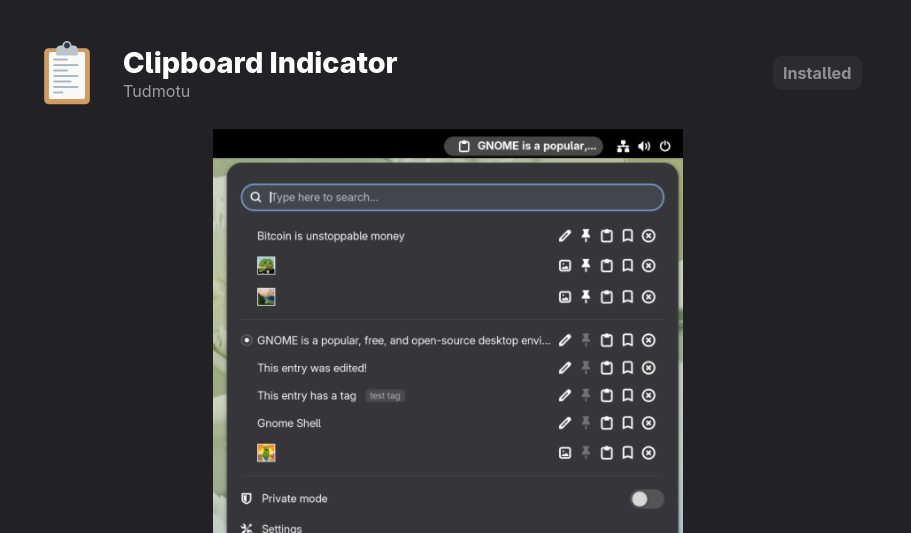 Clipboard Indicator
Tudmotu
Installed
GNOME is a popular,...
Type here to search...
Bitcoin is unstoppable money
GNOME is a popular, free, and open-source desktop envi...
This entry was edited!
This entry has a tag test tag
Gnome Shell
Private mode
Settings